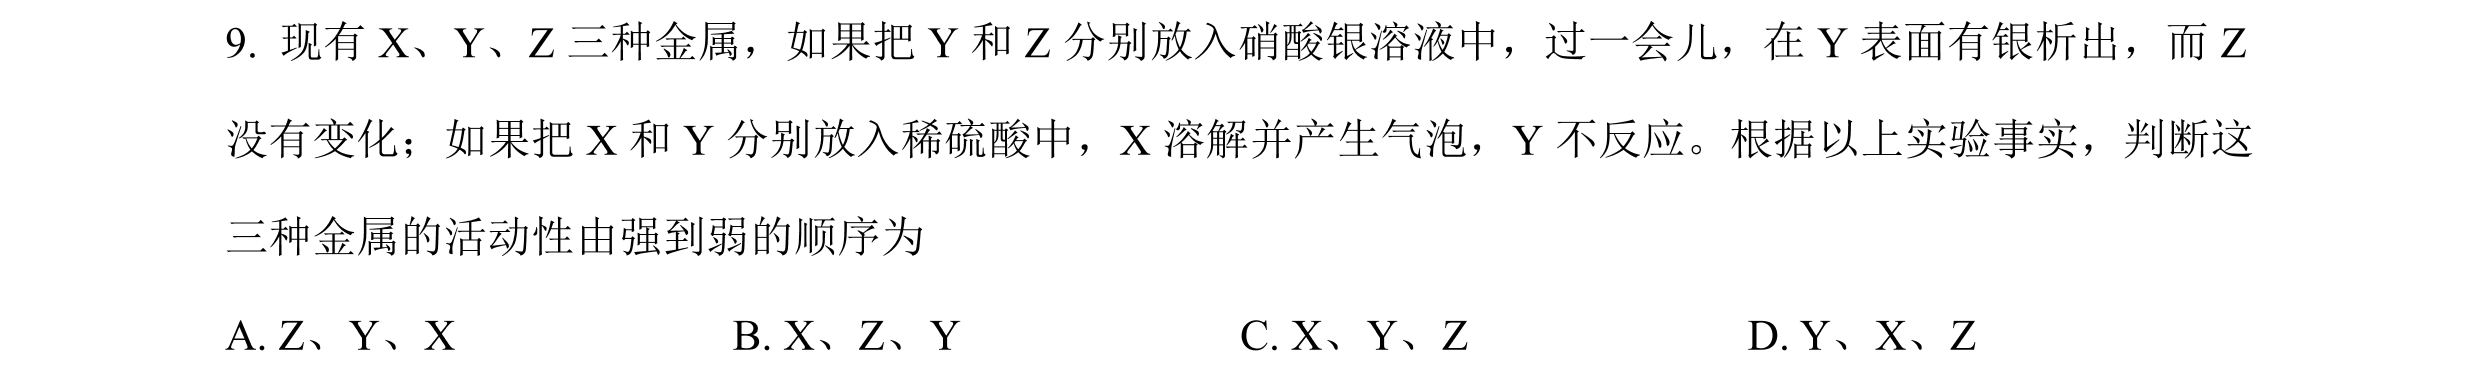 9. 现有 X、Y、Z 三种金属，如果把 Y 和 Z 分别放入硝酸银溶液中，过一会儿，在 Y 表面有银析出，而 Z
没有变化；如果把 X 和 Y 分别放入稀硫酸中，X 溶解并产生气泡，Y 不反应。根据以上实验事实，判断这
三种金属的活动性由强到弱的顺序为
A. Z、Y、X B. X、Z、Y C. X、Y、Z D. Y、X、Z